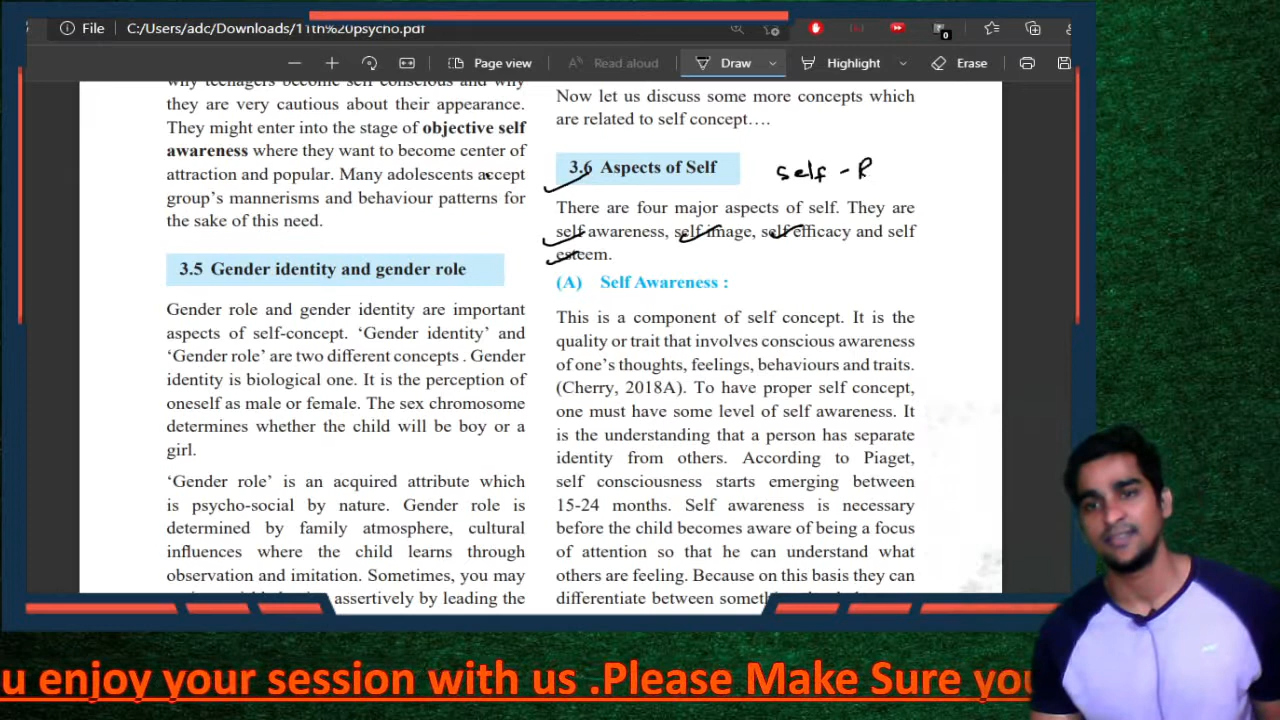 File
C:/Users/adc/Downloads/11th%20psycho.pdf
0
Page view
Read aloud
Draw
Highlight
Erase
why teenagers become self conscious and why
they are very cautious about their appearance.
They might enter into the stage of objective self
awareness where they want to become center of
attraction and popular. Many adolescents accept
group's mannerisms and behaviour patterns for
the sake of this need.
3.5 Gender identity and gender role
Gender role and gender identity are important
aspects of self-concept. 'Gender identity' and
'Gender role' are two different concepts . Gender
identity is biological one. It is the perception of
oneself as male or female. The sex chromosome
determines whether the child will be boy or a
girl.
'Gender role' is an acquired attribute which
is psycho-social by nature. Gender role is
determined by family atmosphere, cultural
influences where the child learns through
observation and imitation. Sometimes, you may
assertively by leading the
Now let us discuss some more concepts which
are related to self concept….
3.6 Aspects of Self
self - R
There are four major aspects of self. They are
self awareness, self image, self efficacy and self
esteem.
(A) Self Awareness :
This is a component of self concept. It is the
quality or trait that involves conscious awareness
of one's thoughts, feelings, behaviours and traits.
(Cherry, 2018A). To have proper self concept,
one must have some level of self awareness. It
is the understanding that a person has separate
identity from others. According to Piaget,
self consciousness starts emerging between
15-24 months. Self awareness is necessary
before the child becomes aware of being a focus
of attention so that he can understand what
others are feeling. Because on this basis they can
differentiate between
u enjoy your session with us .Please Make Sure you